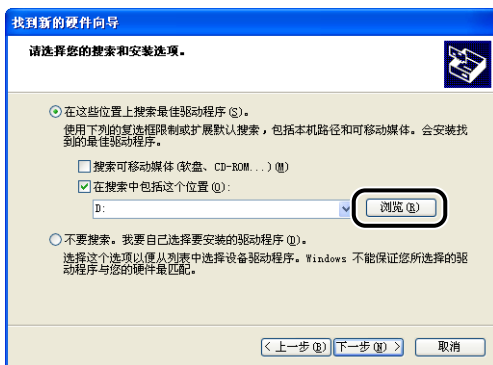 找到新的硬件向导
请选择您的搜索和安装选项。
在这些位置上搜索最佳驱动程序(S)。
使用下列的复选框限制或扩展默认搜索，包括本机路径和可移动媒体。会安装找
到的最佳驱动程序。
搜索可移动媒体(软盘、CD-ROM...)(M)
在搜索中包括这个位置(O):
D:
浏览(R)
不要搜索。我要自己选择要安装的驱动程序(D)。
选择这个选项以便从列表中选择设备驱动程序。Windows 不能保证您所选择的驱
动程序与您的硬件最匹配。
< 上一步(B) 下一步(N) > 取消